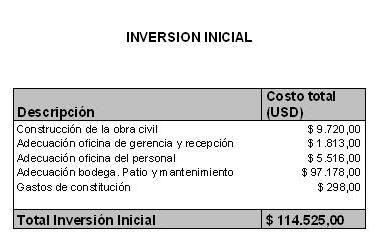 INVERSION INICIAL
Descripción Costo total (USD)
Construcción de la obra civil $ 9.720,00
Adecuación oficina de gerencia y recepción $ 1.813,00
Adecuación oficina del personal $ 5.516,00
Adecuación bodega. Patio y mantenimiento $ 97.178,00
Gastos de constitución $ 298,00
Total Inversión Inicial $ 114.525,00